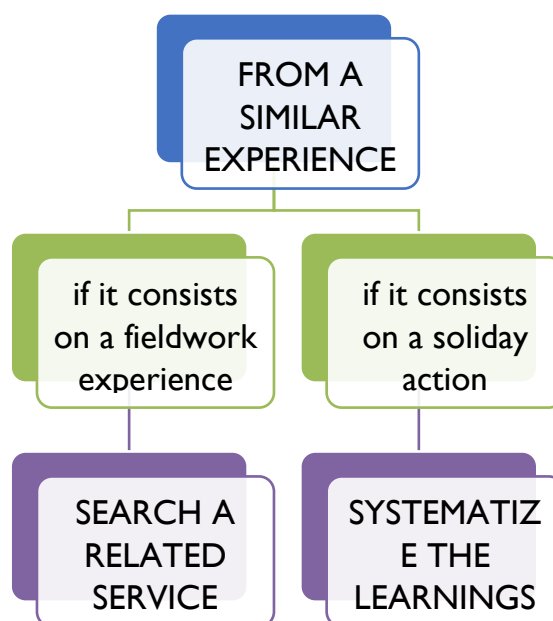 FROM A
SIMILAR
EXPERIENCE
if it consists
on a fieldwork
experience
if it consists
on a soliday
action
SEARCH A
RELATED
SERVICE
SYSTEMATIZ
E THE
LEARNINGS